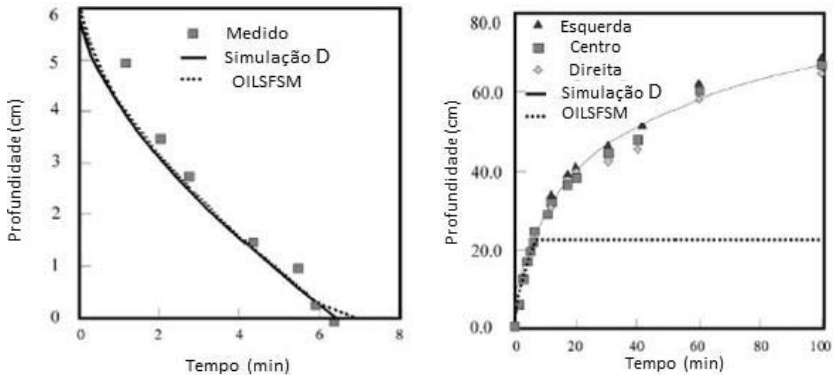 6
5
4
3
2
1
0
0
2
4
6
8
Profundidade (cm)
Tempo (min)
Medido
Simulação D
OILSFSM
80.0
60.0
40.0
20.0
0.0
0
20
40
60
80
100
Profundidade (cm)
Tempo (min)
Esquerda
Centro
Direita
Simulação D
OILSFSM